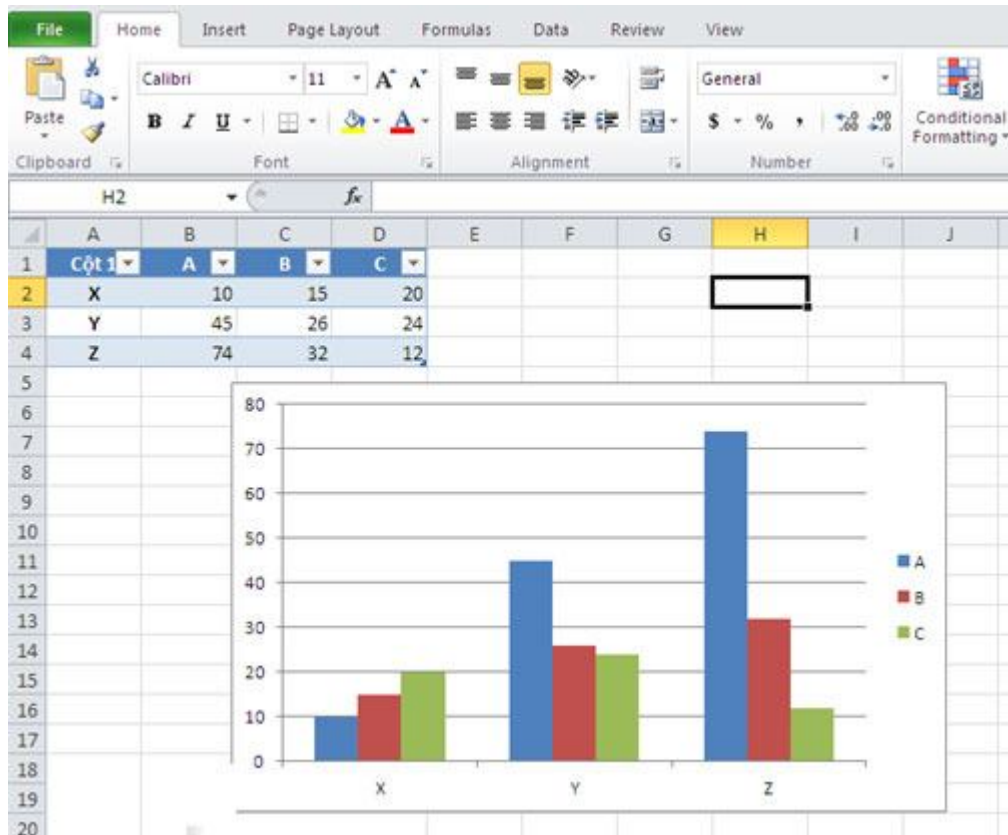 File Home Insert Page Layout Formulas Data Review View
Calibri 11 A A General
Paste B I U A $ % , .00 .0 Conditional
Formatting
Clipboard Font Alignment Number
H2 fx
A B C D E F G H I J
1 Cột 1 A B C
2 X 10 15 20
3 Y 45 26 24
4 Z 74 32 12
5
6
7
8
9
10
11
12
13
14
15
16
17
18
19
20
80
70
60
50
40
30
20
10
0
X Y Z
A
B
C